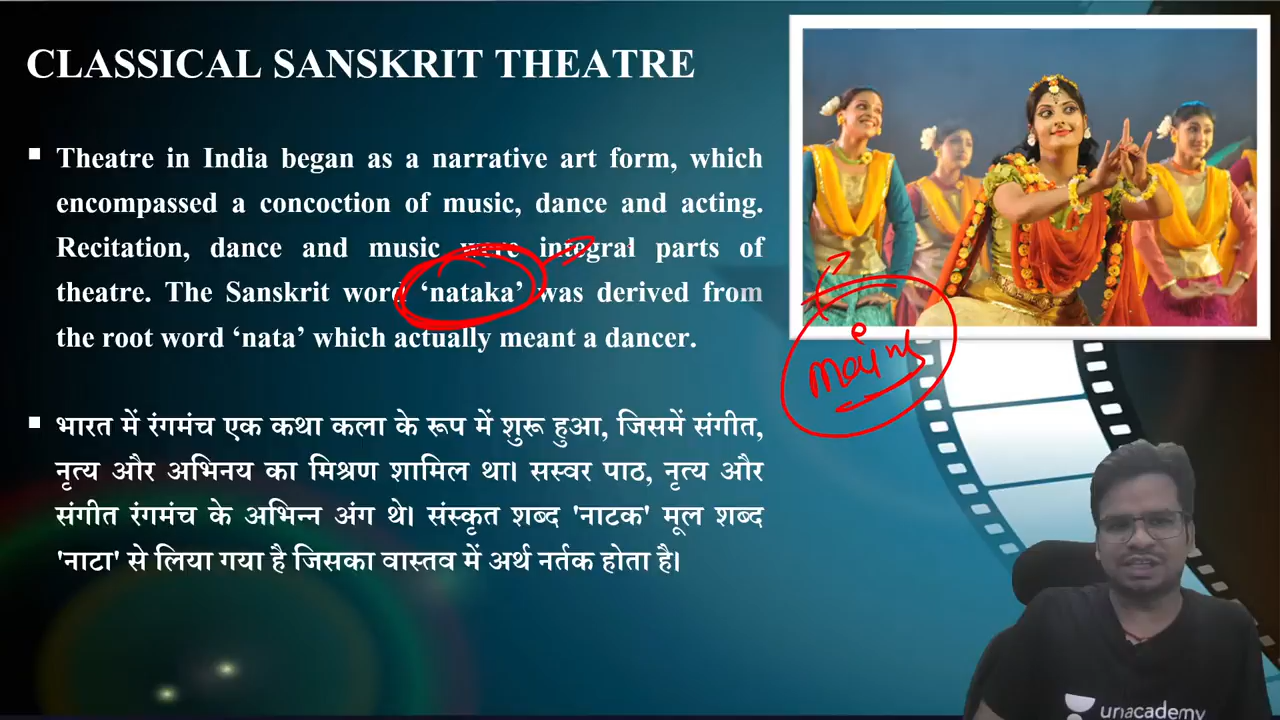 CLASSICAL SANSKRIT THEATRE
Theatre in India began as a narrative art form, which
encompassed a concoction of music, dance and acting.
Recitation, dance and music were integral parts of
theatre. The Sanskrit word ‘nataka’ was derived from
the root word ‘nata’ which actually meant a dancer.
mains
भारत में रंगमंच एक कथा कला के रूप में शुरू हुआ, जिसमें संगीत,
नृत्य और अभिनय का मिश्रण शामिल था। सस्वर पाठ, नृत्य और
संगीत रंगमंच के अभिन्न अंग थे। संस्कृत शब्द 'नाटक' मूल शब्द
'नाटा' से लिया गया है जिसका वास्तव में अर्थ नर्तक होता है।
unacademy